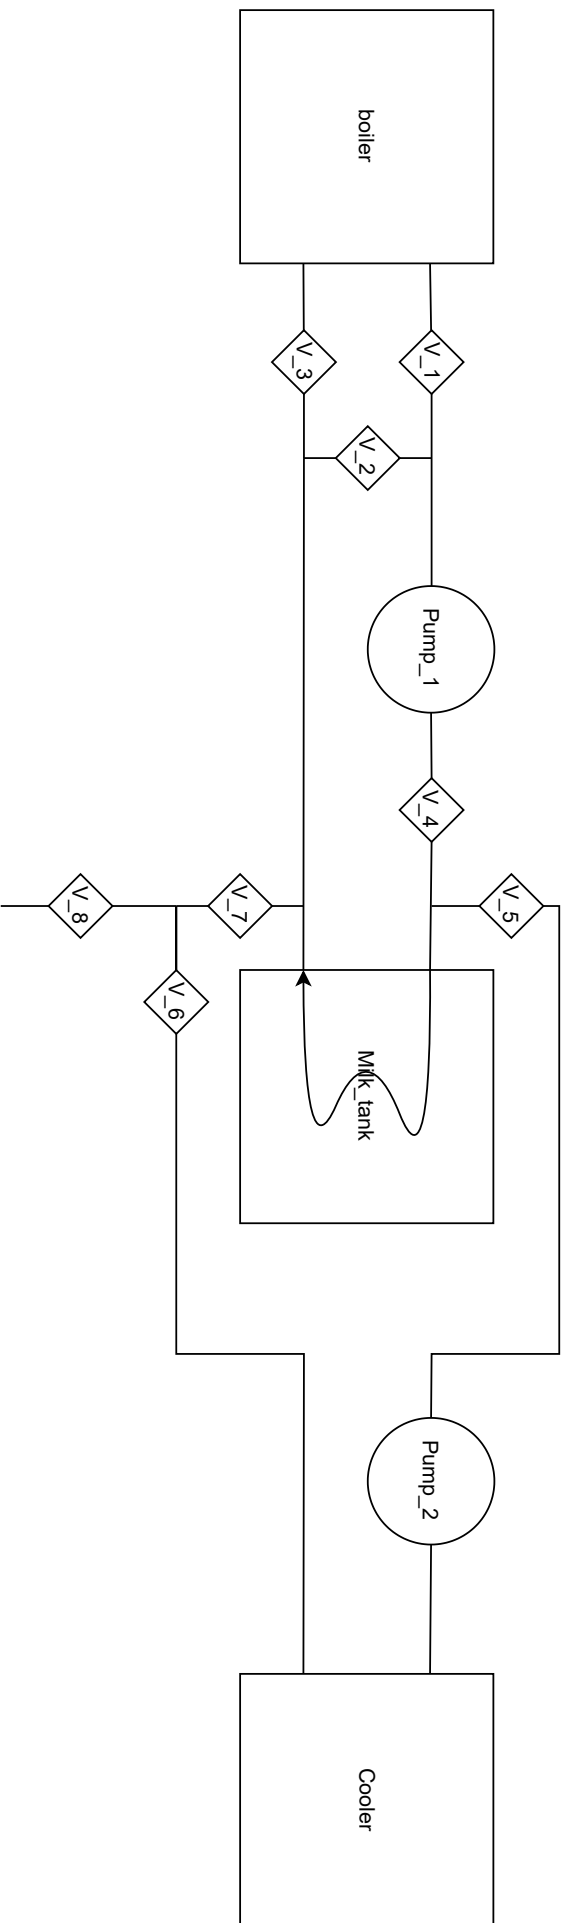 boiler
V_3
V_1
V_2
Pump_1
V_4
V_8
V_7
V_5
V_6
Milk_tank
Pump_2
Cooler